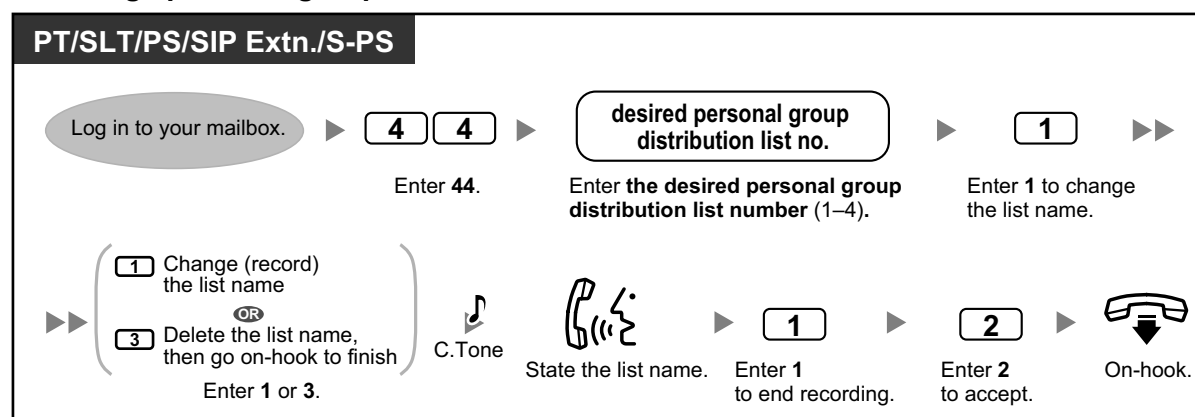 PT/SLT/PS/SIP Extn./S-PS
Log in to your mailbox.
4 4
desired personal group
distribution list no.
1
Enter 44.
Enter the desired personal group
distribution list number (1–4).
Enter 1 to change
the list name.
1 Change (record)
the list name
OR
3 Delete the list name,
then go on-hook to finish
Enter 1 or 3.
C.Tone
State the list name.
1
Enter 1
to end recording.
2
Enter 2
to accept.
On-hook.